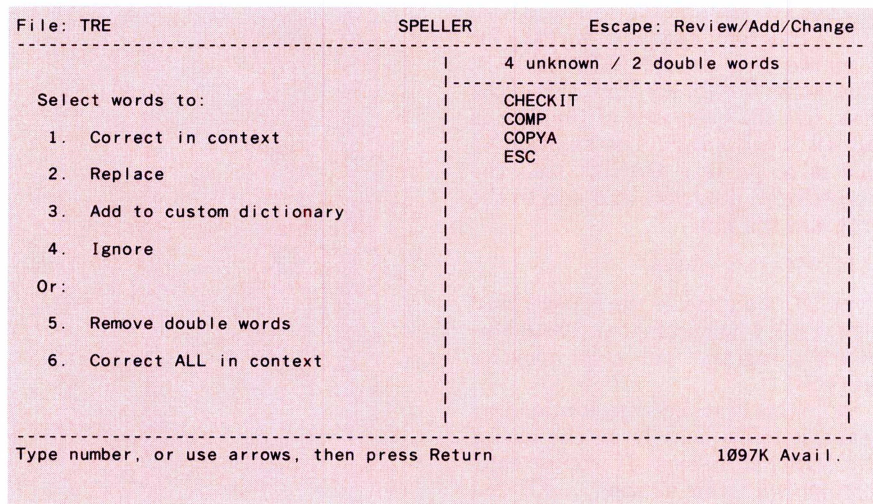 File: TRE SPELLER Escape: Review/Add/Change
4 unknown / 2 double words
Select words to:
1. Correct in context
2. Replace
3. Add to custom dictionary
4. Ignore
Or:
5. Remove double words
6. Correct ALL in context
CHECKIT
COMP
COPYA
ESC
Type number, or use arrows, then press Return 1Ø97K Avail.